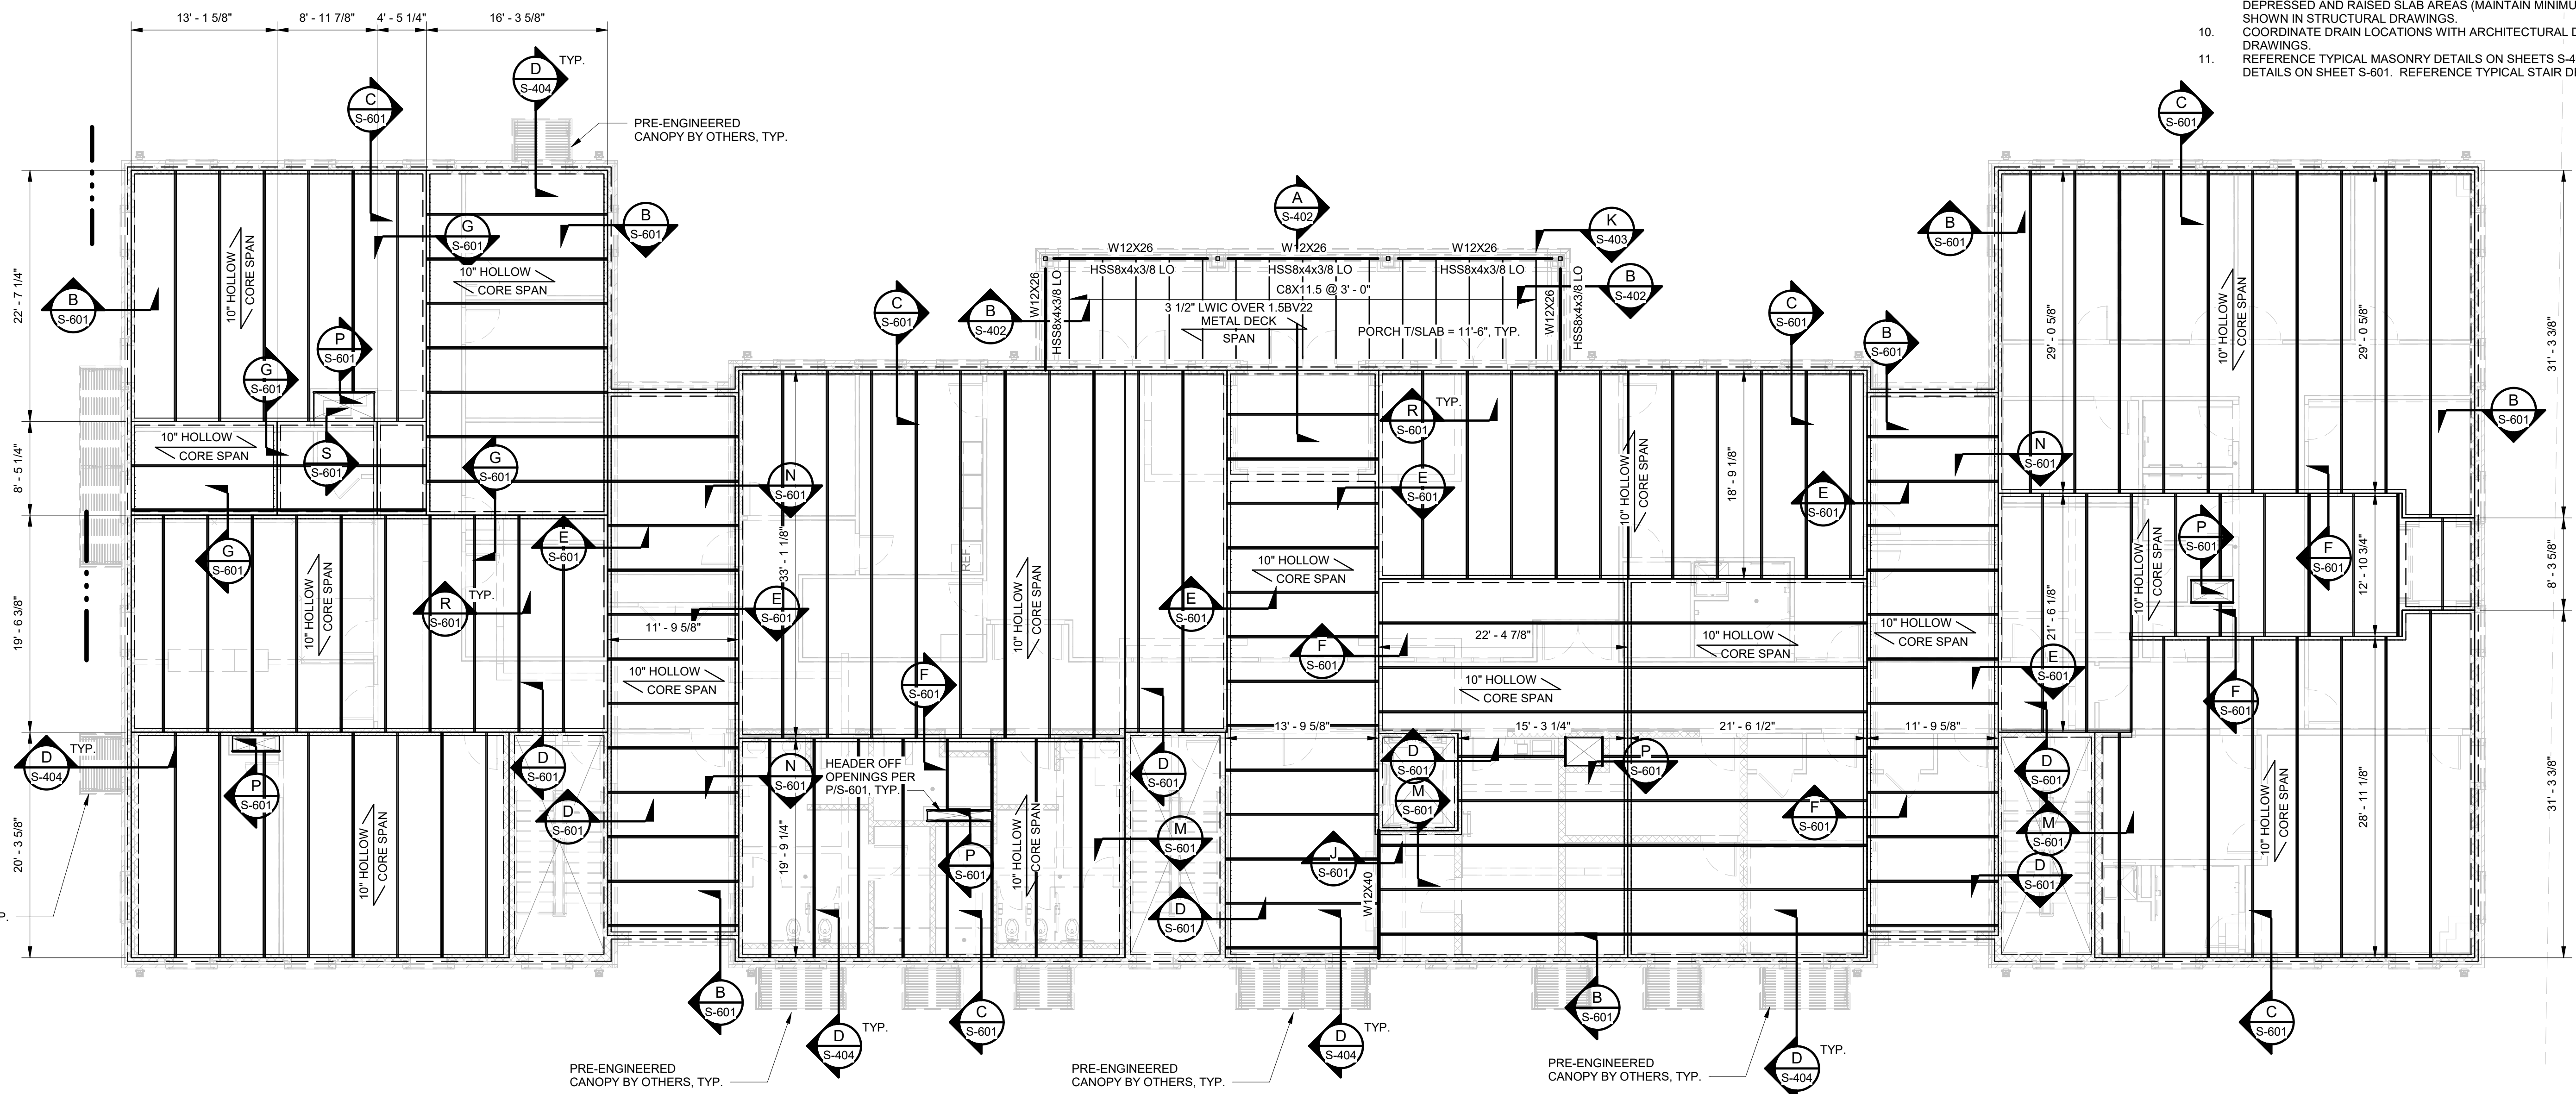 DEPRESSED AND RAISED SLAB AREAS (MAINTAIN MINIMU
SHOWN IN STRUCTURAL DRAWINGS.
10. COORDINATE DRAIN LOCATIONS WITH ARCHITECTURAL D
DRAWINGS.
11. REFERENCE TYPICAL MASONRY DETAILS ON SHEETS S-4
DETAILS ON SHEET S-601. REFERENCE TYPICAL STAIR DE
13' - 1 5/8"
8' - 11 7/8"
4' - 5 1/4"
16' - 3 5/8"
D
S-404
TYP.
C
S-601
PRE-ENGINEERED
CANOPY BY OTHERS, TYP.
C
S-601
22' - 7 1/4"
8' - 5 1/4"
19' - 6 3/8"
20' - 3 5/8"
10" HOLLOW
CORE SPAN
G
S-601
10" HOLLOW
CORE SPAN
B
S-601
B
S-601
P
S-601
G
S-601
10" HOLLOW
CORE SPAN
S
S-601
G
S-601
G
S-601
E
S-601
10" HOLLOW
CORE SPAN
R
S-601
TYP.
D
S-404
TYP.
P
S-601
10" HOLLOW
CORE SPAN
D
S-601
D
S-601
P.
11' - 9 5/8"
10" HOLLOW
CORE SPAN
B
S-601
A
S-402
K
S-403
B
S-402
B
S-402
W12X26
W12X26
W12X26
HSS8x4x3/8 LO
HSS8x4x3/8 LO
HSS8x4x3/8 LO
W12X26
HSS8x4x3/8 LO
W12X26
HSS8x4x3/8 LO
C8X11.5 @ 3' - 0"
3 1/2" LWIC OVER 1.5BV22
METAL DECK
SPAN
PORCH T/SLAB = 11'-6", TYP.
C
S-601
N
S-601
33' - 1 1/8"
E
S-601
REF.
10" HOLLOW
CORE SPAN
E
S-601
F
S-601
N
S-601
HEADER OFF
OPENINGS PER
P/S-601, TYP.
19' - 9 1/4"
P
S-601
10" HOLLOW
CORE SPAN
D
S-601
M
S-601
D
S-601
C
S-601
D
S-404
TYP.
PRE-ENGINEERED
CANOPY BY OTHERS, TYP.
10" HOLLOW
CORE SPAN
F
S-601
13' - 9 5/8"
J
S-601
W12X40
D
S-404
TYP.
PRE-ENGINEERED
CANOPY BY OTHERS, TYP.
R
S-601
TYP.
E
S-601
10" HOLLOW
CORE SPAN
18' - 9 1/8"
C
S-601
E
S-601
B
S-601
22' - 4 7/8"
10" HOLLOW
CORE SPAN
10" HOLLOW
CORE SPAN
15' - 3 1/4"
21' - 6 1/2"
D
S-601
M
S-601
P
S-601
F
S-601
B
S-601
D
S-404
TYP.
PRE-ENGINEERED
CANOPY BY OTHERS, TYP.
10" HOLLOW
CORE SPAN
11' - 9 5/8"
B
S-601
29' - 0 5/8"
10" HOLLOW
CORE SPAN
29' - 0 5/8"
31' - 3 3/8"
B
S-601
N
S-601
10" HOLLOW
CORE SPAN
P
S-601
F
S-601
12' - 10 3/4"
8' - 3 5/8"
21' - 6 1/8"
E
S-601
F
S-601
D
S-601
M
S-601
D
S-601
10" HOLLOW
CORE SPAN
28' - 11 1/8"
31' - 3 3/8"
C
S-601